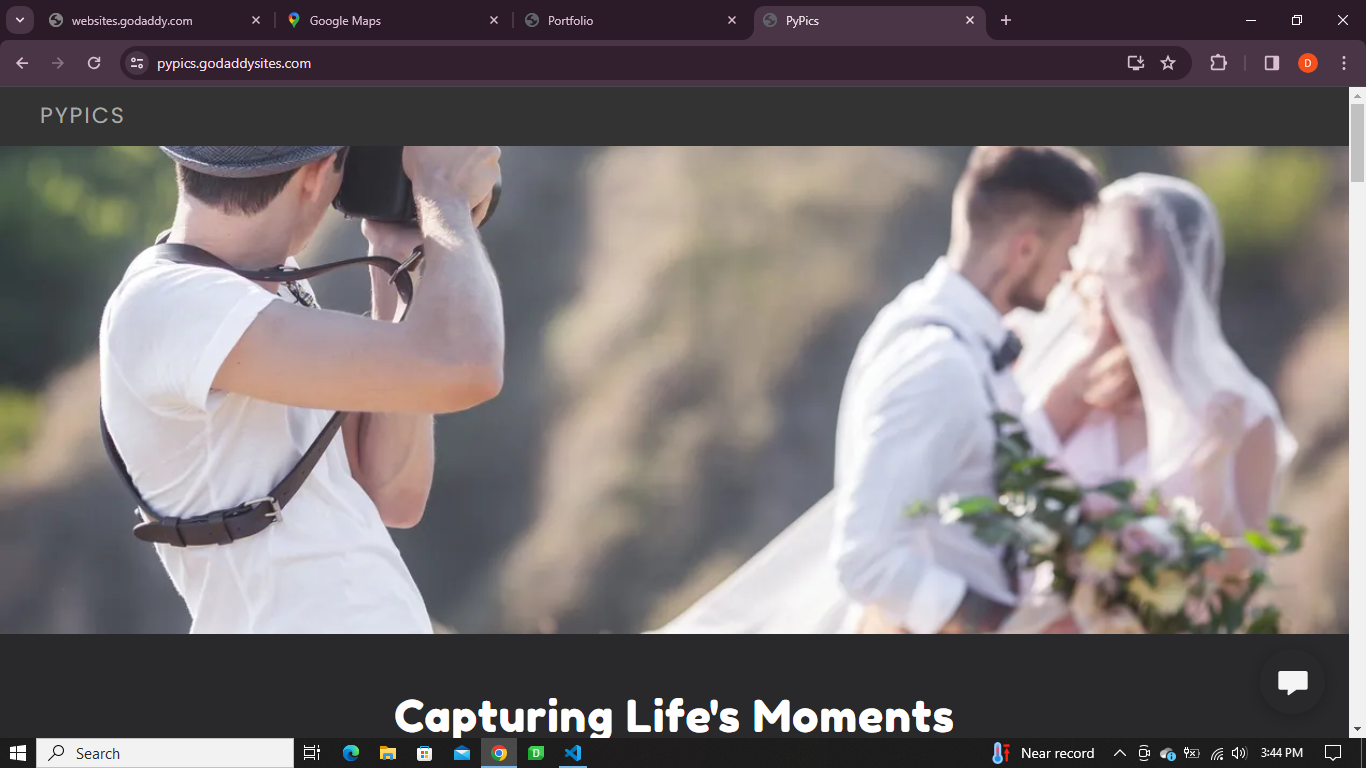 websites.godaddy.com
Google Maps
Portfolio
PyPics
pypics.godaddysites.com
D
PYPICS
Capturing Life's Moments
Search
D
Near record
3:44 PM